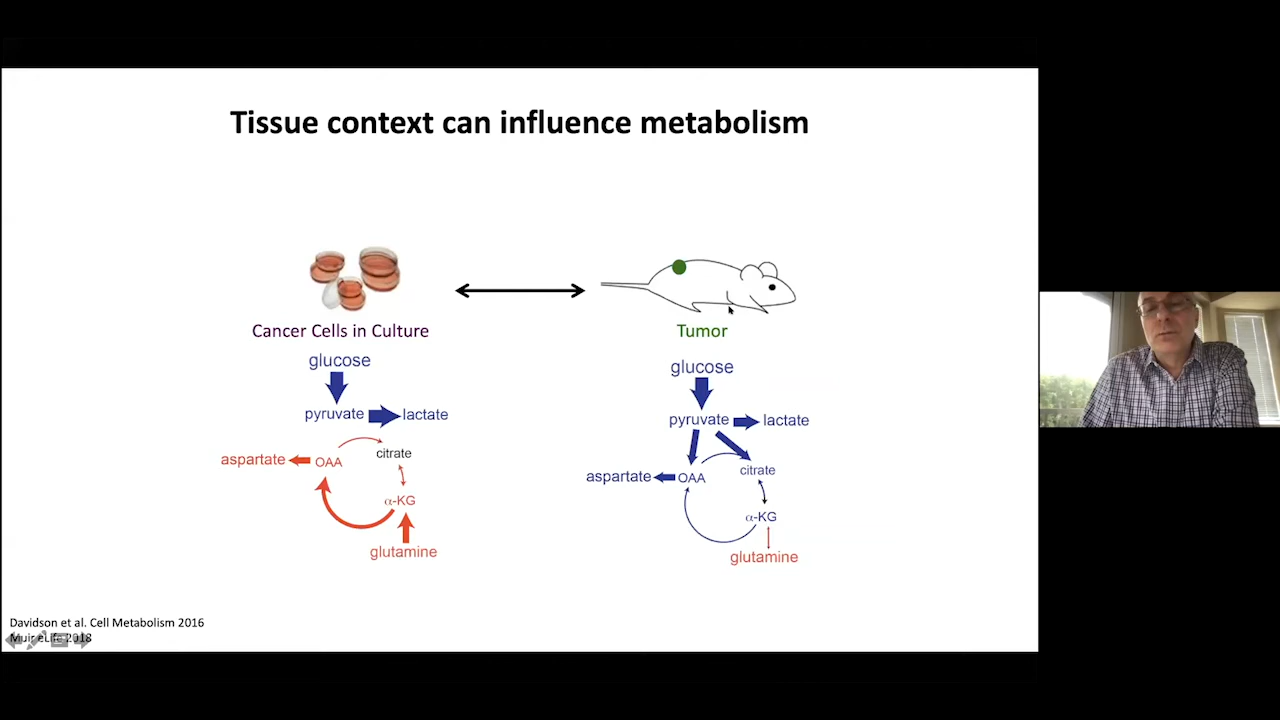 Tissue context can influence metabolism
Cancer Cells in Culture
glucose
pyruvate
lactate
aspartate
OAA
citrate
α-KG
glutamine
Tumor
glucose
pyruvate
lactate
aspartate
OAA
citrate
α-KG
glutamine
Davidson et al. Cell Metabolism 2016
Muir eLife 2018